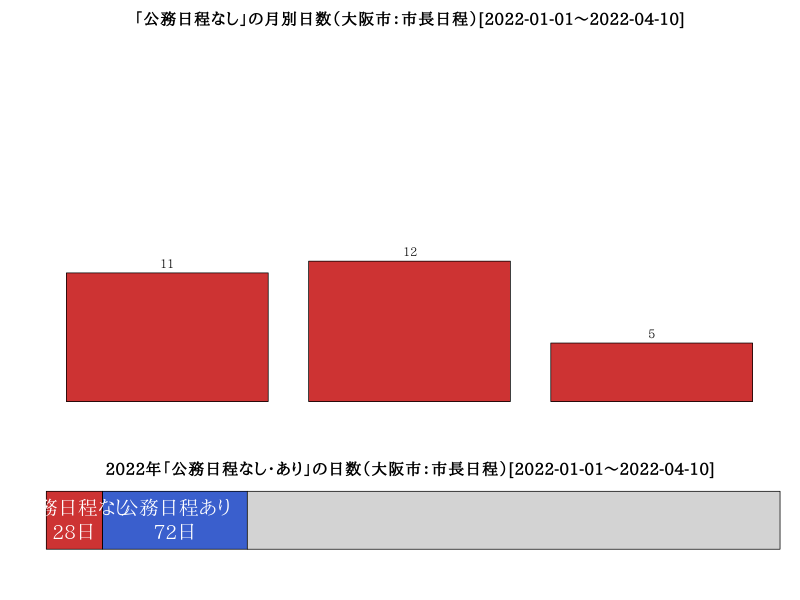 「公務日程なし」の月別日数（大阪市：市長日程）[2022-01-01～2022-04-10]
11
12
5
2022年「公務日程なし・あり」の日数（大阪市：市長日程）[2022-01-01～2022-04-10]
務日程なし
28日
公務日程あり
72日